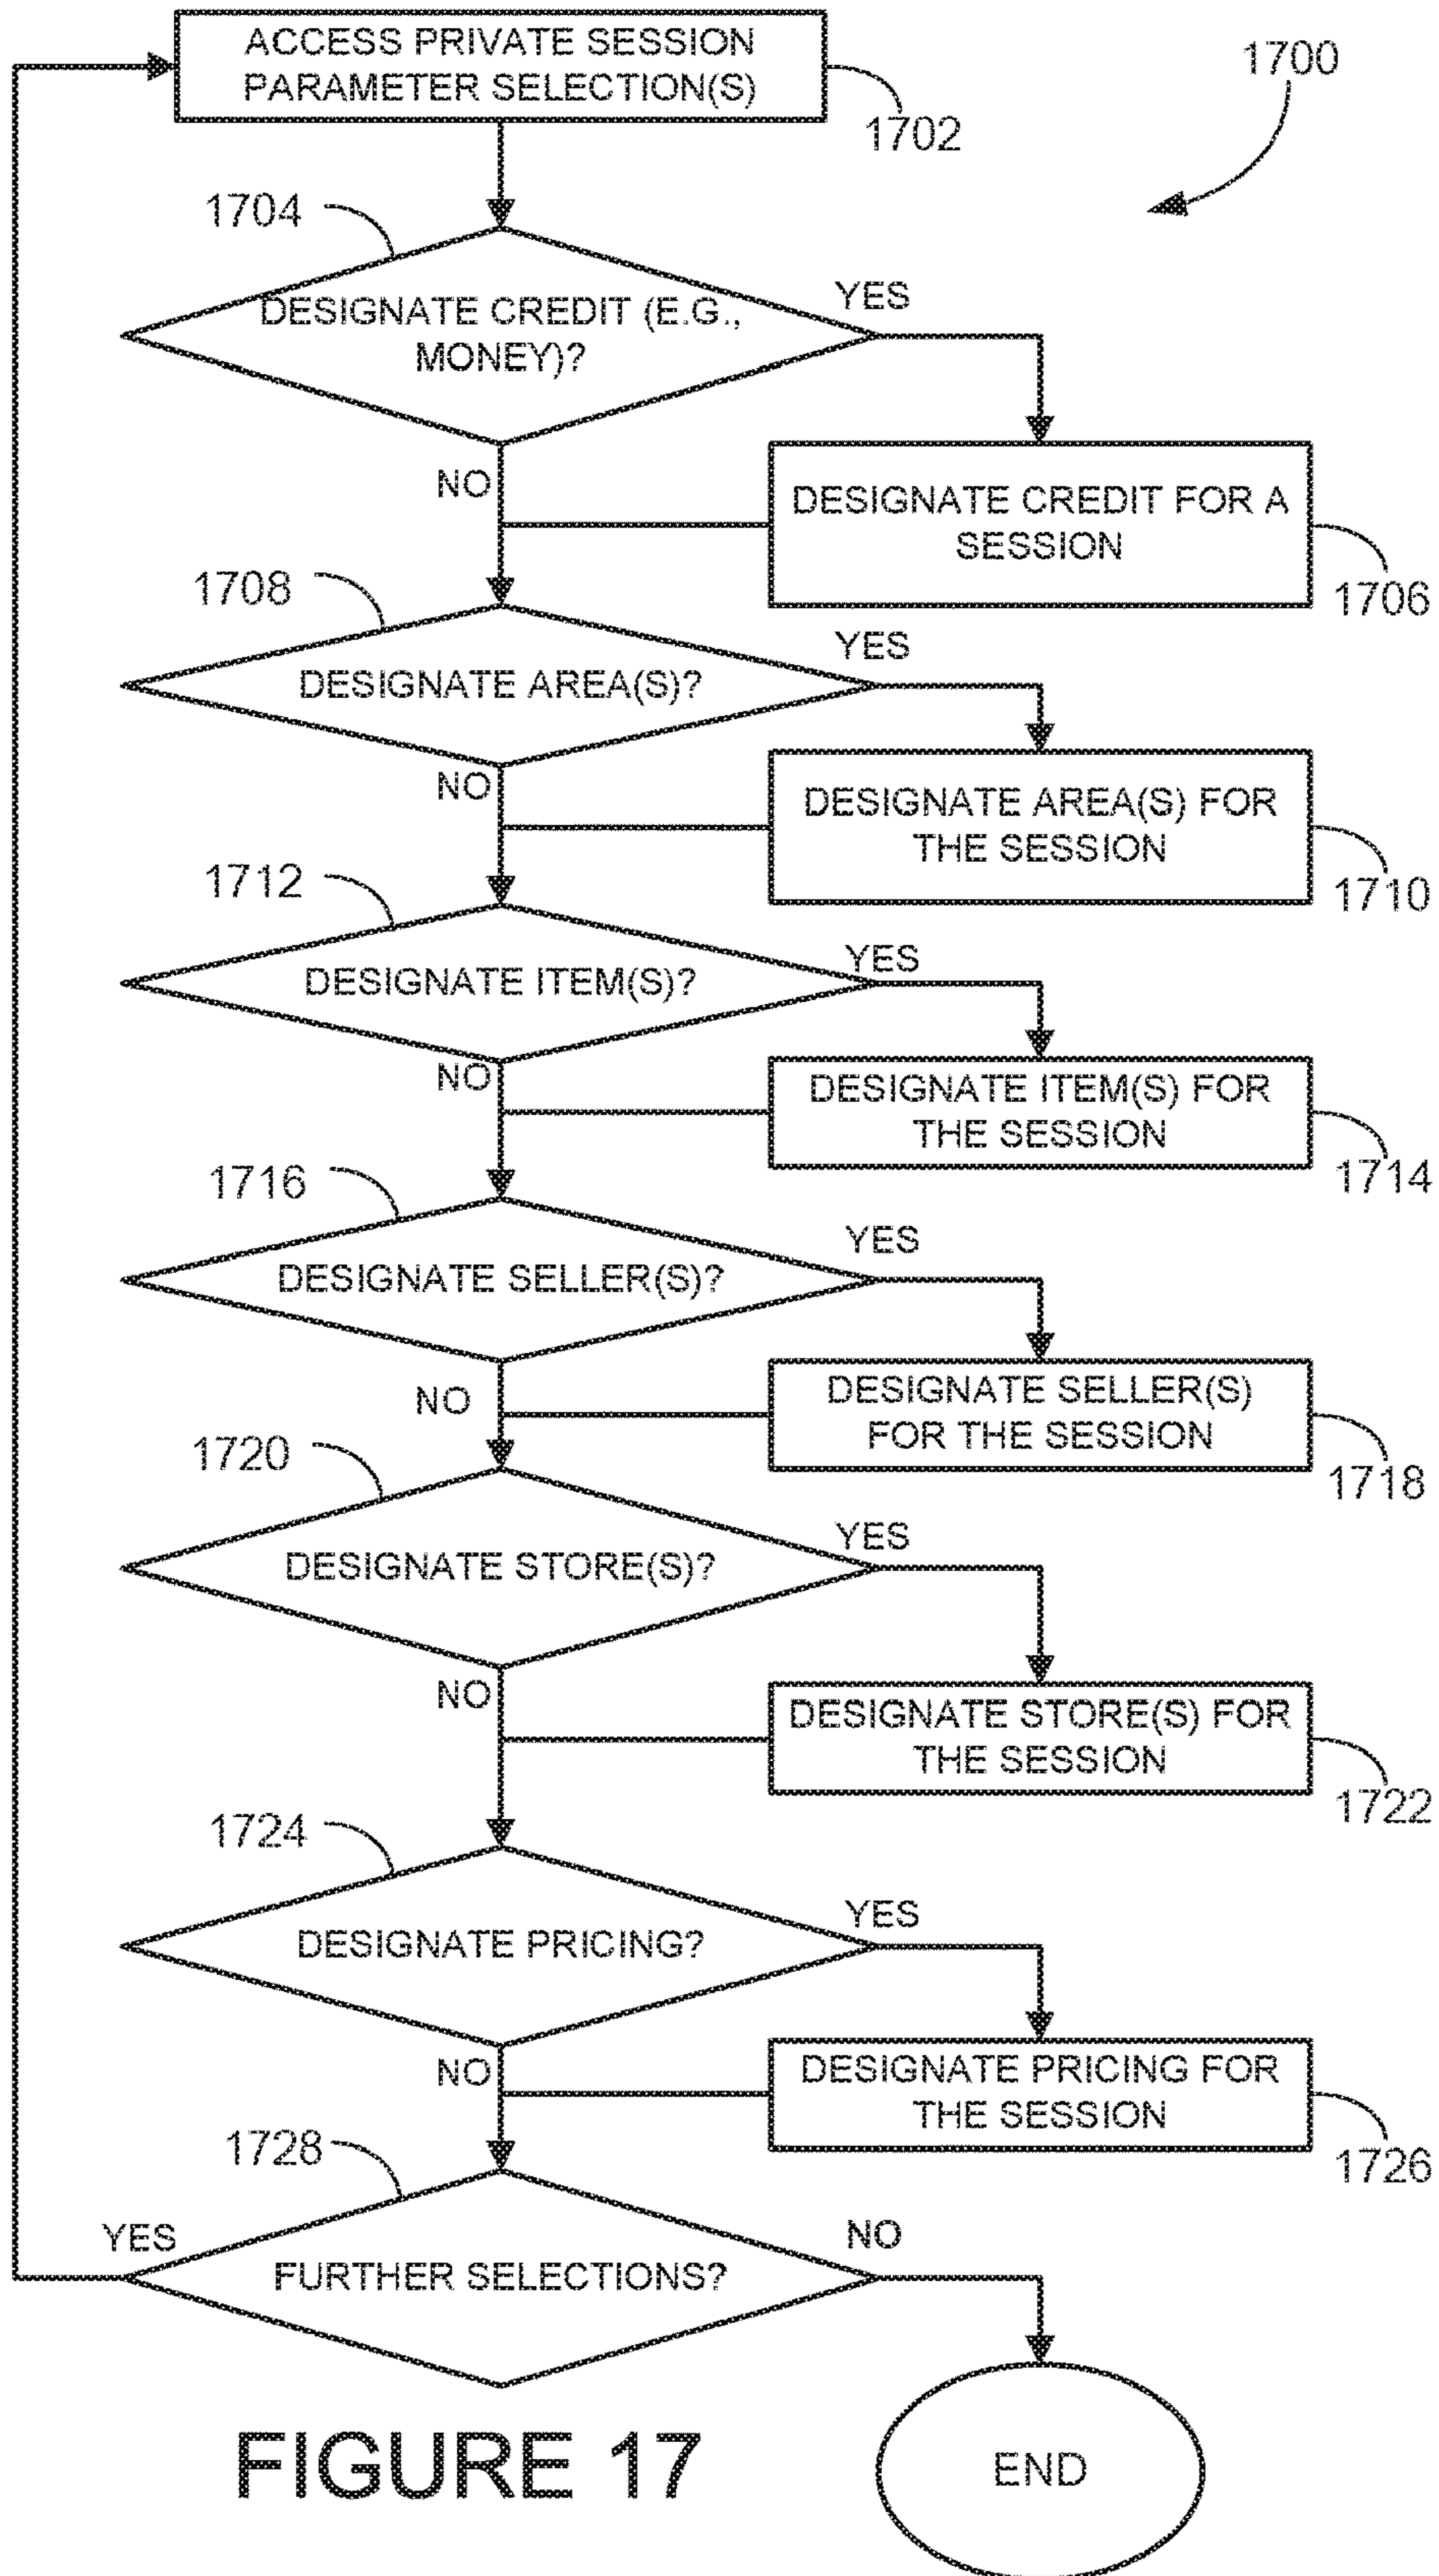 ACCESS PRIVATE SESSION
PARAMETER SELECTION(S)
1700
1702
1704
DESIGNATE CREDIT (E.G.,
MONEY)?
YES
NO
DESIGNATE CREDIT FOR A
SESSION
1706
1708
DESIGNATE AREA(S)?
YES
NO
DESIGNATE AREA(S) FOR
THE SESSION
1710
1712
DESIGNATE ITEM(S)?
YES
NO
DESIGNATE ITEM(S) FOR
THE SESSION
1714
1716
DESIGNATE SELLER(S)?
YES
NO
DESIGNATE SELLER(S)
FOR THE SESSION
1718
1720
DESIGNATE STORE(S)?
YES
NO
DESIGNATE STORE(S) FOR
THE SESSION
1722
1724
DESIGNATE PRICING?
YES
NO
DESIGNATE PRICING FOR
THE SESSION
1726
1728
YES
FURTHER SELECTIONS?
NO
END
FIGURE 17